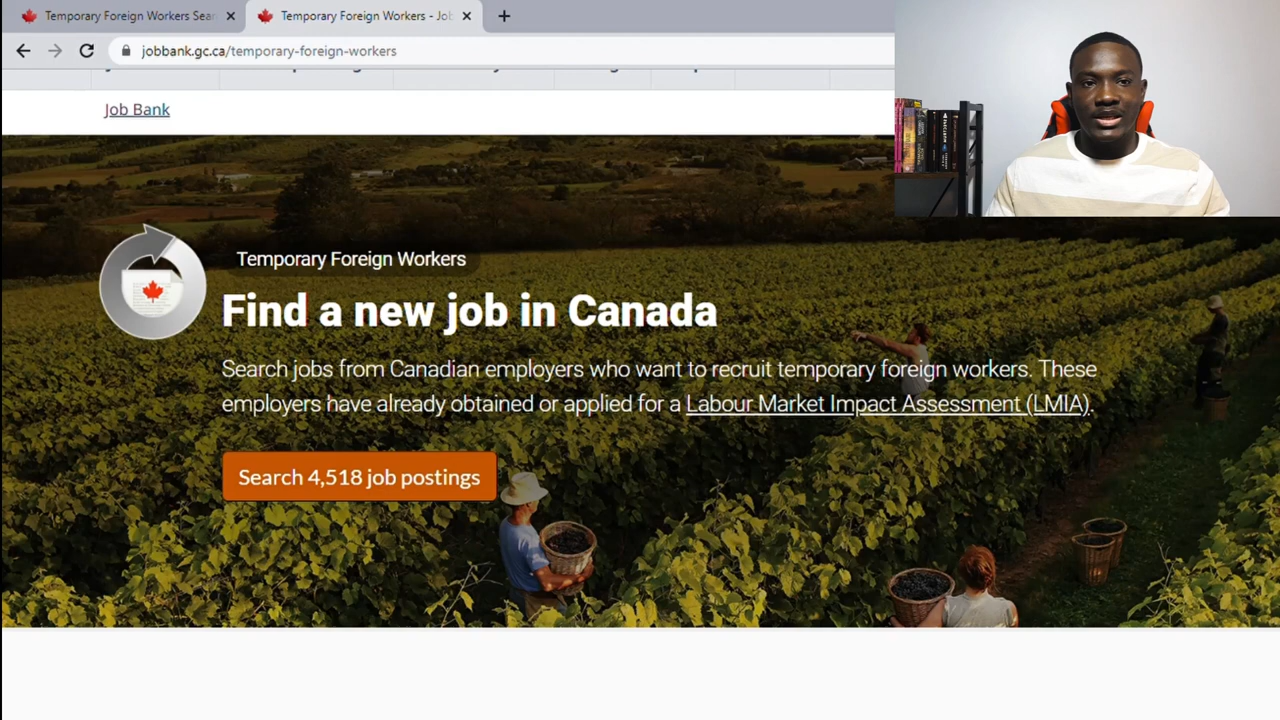 Temporary Foreign Workers Sear
Temporary Foreign Workers - Job
jobbank.gc.ca/temporary-foreign-workers
Job Bank
Temporary Foreign Workers
Find a new job in Canada
Search jobs from Canadian employers who want to recruit temporary foreign workers. These
employers have already obtained or applied for a Labour Market Impact Assessment (LMIA).
Search 4,518 job postings